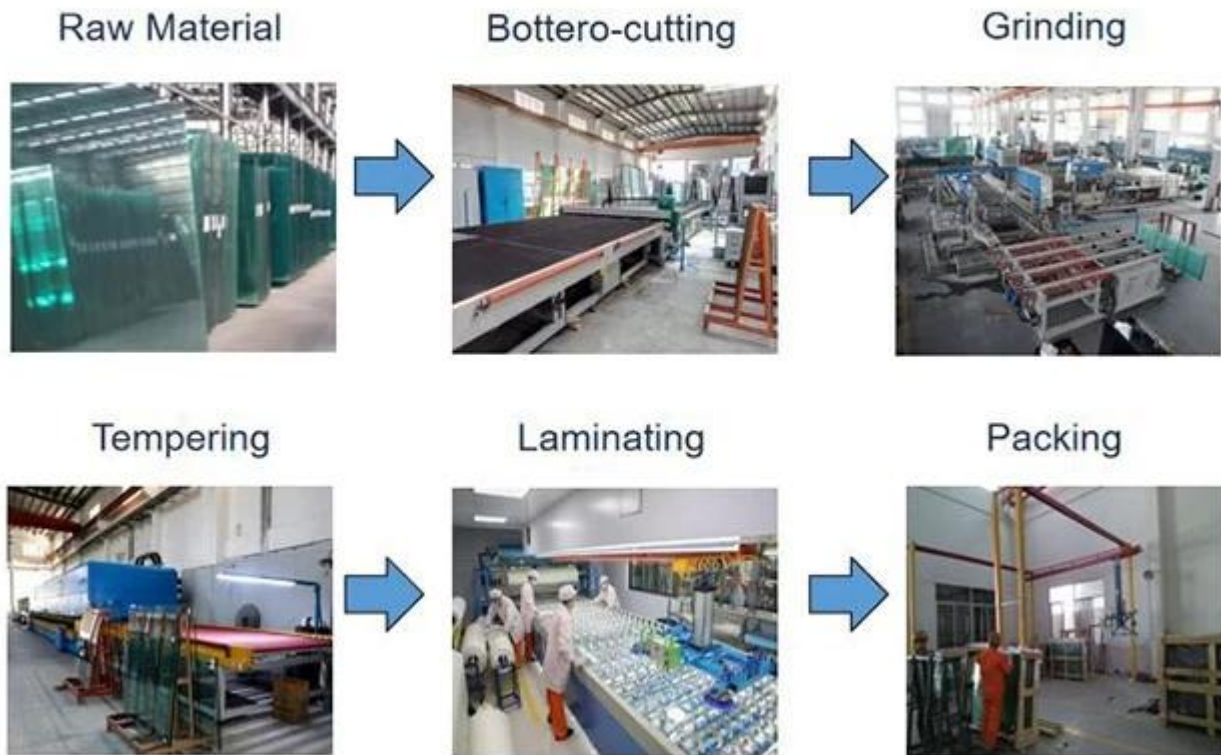 Raw Material
Bottero-cutting
Grinding
Tempering
Laminating
Packing